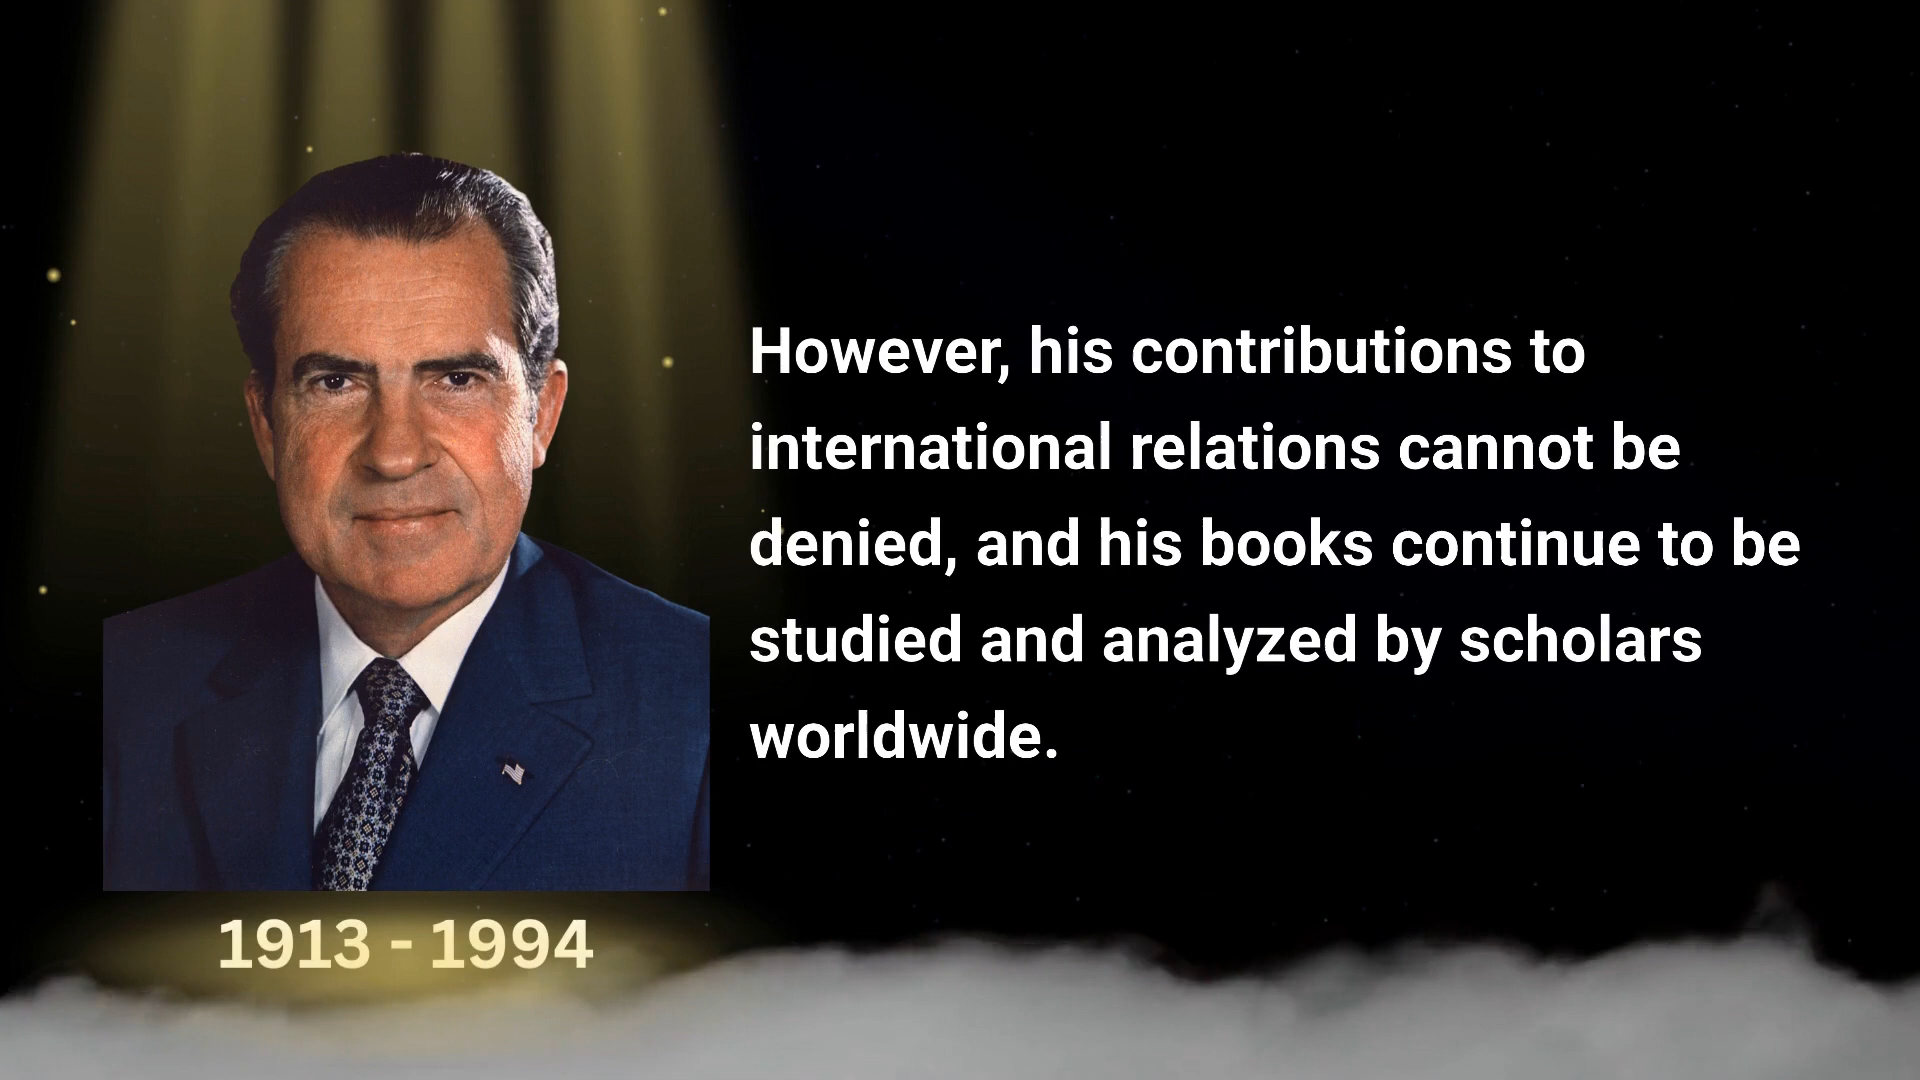 However, his contributions to
international relations cannot be
denied, and his books continue to be
studied and analyzed by scholars
worldwide.
1913 - 1994